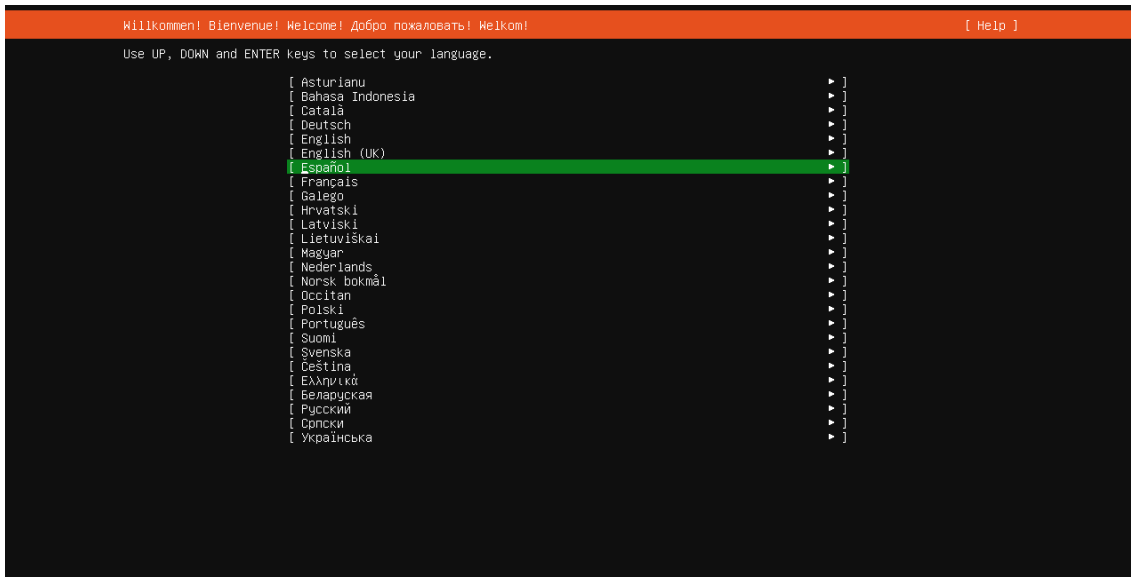 Willkommen! Bienvenue! Welcome! Добро пожаловать! Welkom! [ Help ]
Use UP, DOWN and ENTER keys to select your language.
[ Asturianu ► ]
[ Bahasa Indonesia ► ]
[ Català ► ]
[ Deutsch ► ]
[ English ► ]
[ English (UK) ► ]
[ Español ► ]
[ Français ► ]
[ Galego ► ]
[ Hrvatski ► ]
[ Latviski ► ]
[ Lietuviškai ► ]
[ Magyar ► ]
[ Nederlands ► ]
[ Norsk bokmål ► ]
[ Occitan ► ]
[ Polski ► ]
[ Português ► ]
[ Suomi ► ]
[ Svenska ► ]
[ Čeština ► ]
[ Ελληνικά ► ]
[ Беларуская ► ]
[ Русский ► ]
[ Српски ► ]
[ Українська ► ]